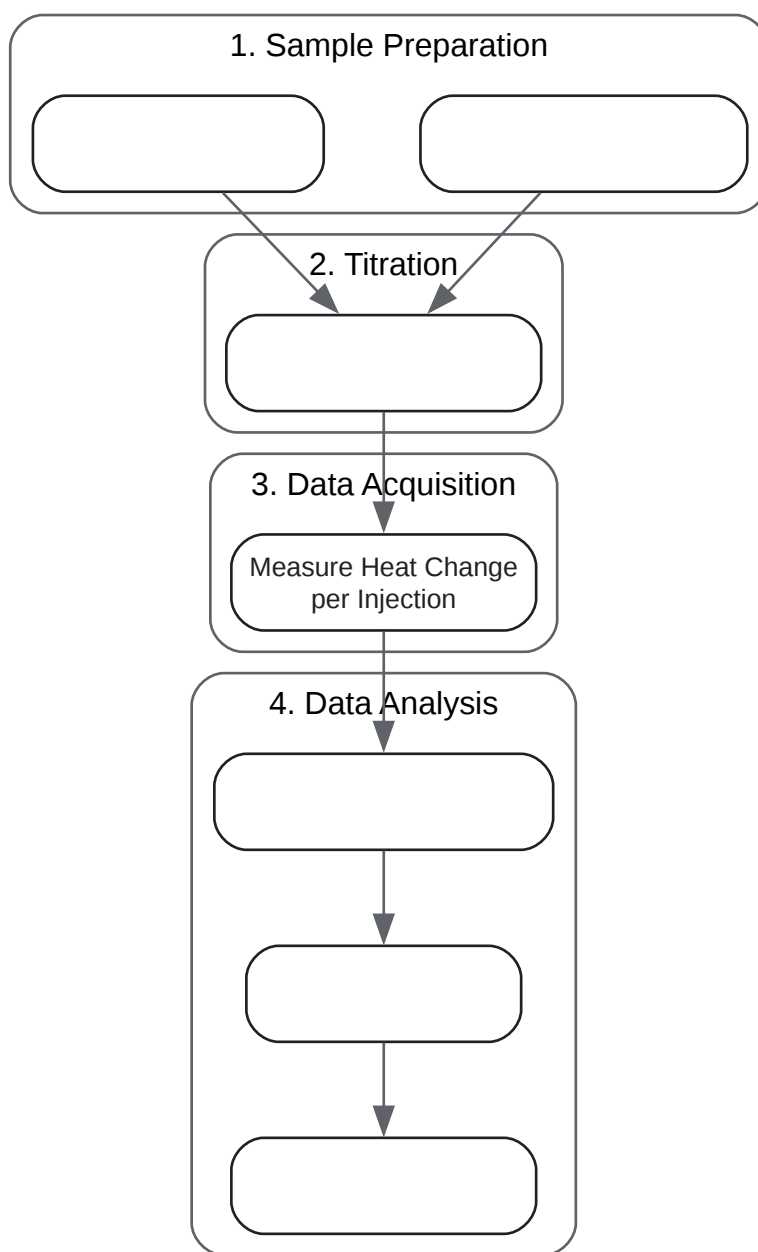 1. Sample Preparation
2. Titration
3. Data Acquisition
Measure Heat Change
per Injection
4. Data Analysis